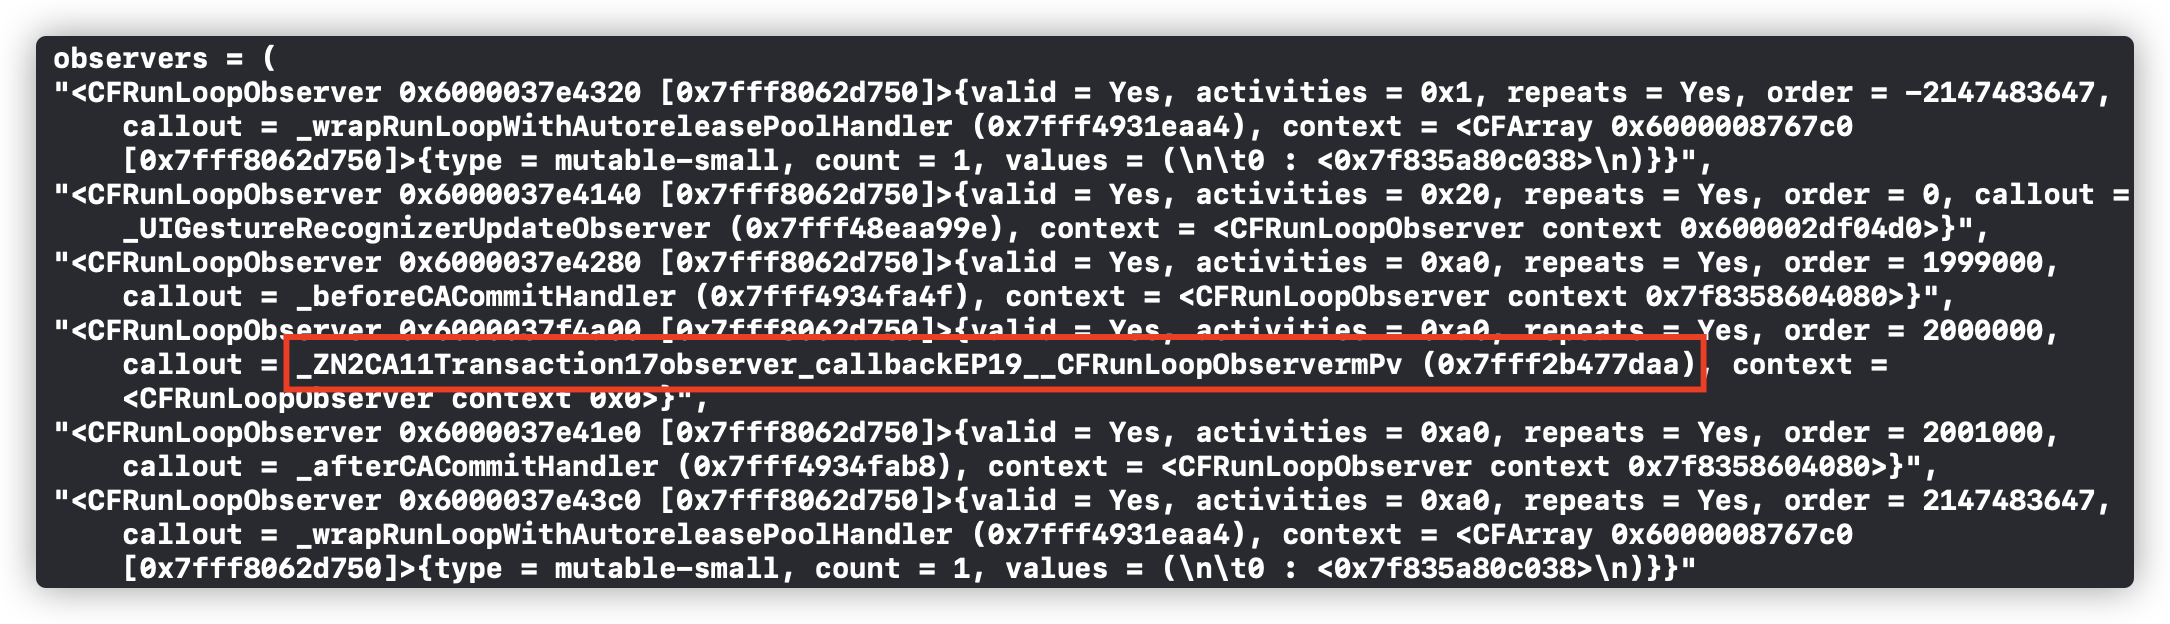 observers = (
"<CFRunLoopObserver 0x6000037e4320 [0x7fff8062d750]>{valid = Yes, activities = 0x1, repeats = Yes, order = -2147483647,
callout = _wrapRunLoopWithAutoreleasePoolHandler (0x7fff4931eaa4), context = <CFArray 0x6000008767c0
[0x7fff8062d750]>{type = mutable-small, count = 1, values = (\n\t0 : <0x7f835a80c038>\n)}}",
"<CFRunLoopObserver 0x6000037e4140 [0x7fff8062d750]>{valid = Yes, activities = 0x20, repeats = Yes, order = 0, callout =
_UIGestureRecognizerUpdateObserver (0x7fff48eaa99e), context = <CFRunLoopObserver context 0x600002df04d0>}",
"<CFRunLoopObserver 0x6000037e4280 [0x7fff8062d750]>{valid = Yes, activities = 0xa0, repeats = Yes, order = 1999000,
callout = _beforeCACommitHandler (0x7fff4934fa4f), context = <CFRunLoopObserver context 0x7f8358604080>}",
"<CFRunLoopObserver 0x6000037f4a00 [0x7fff8062d750]>{valid = Yes, activities = 0xa0, repeats = Yes, order = 2000000,
callout = _ZN2CA11Transaction17observer_callbackEP19__CFRunLoopObservermPv (0x7fff2b477daa), context =
<CFRunLoopObserver context 0x0>}",
"<CFRunLoopObserver 0x6000037e41e0 [0x7fff8062d750]>{valid = Yes, activities = 0xa0, repeats = Yes, order = 2001000,
callout = _afterCACommitHandler (0x7fff4934fab8), context = <CFRunLoopObserver context 0x7f8358604080>}",
"<CFRunLoopObserver 0x6000037e43c0 [0x7fff8062d750]>{valid = Yes, activities = 0xa0, repeats = Yes, order = 2147483647,
callout = _wrapRunLoopWithAutoreleasePoolHandler (0x7fff4931eaa4), context = <CFArray 0x6000008767c0
[0x7fff8062d750]>{type = mutable-small, count = 1, values = (\n\t0 : <0x7f835a80c038>\n)}}"